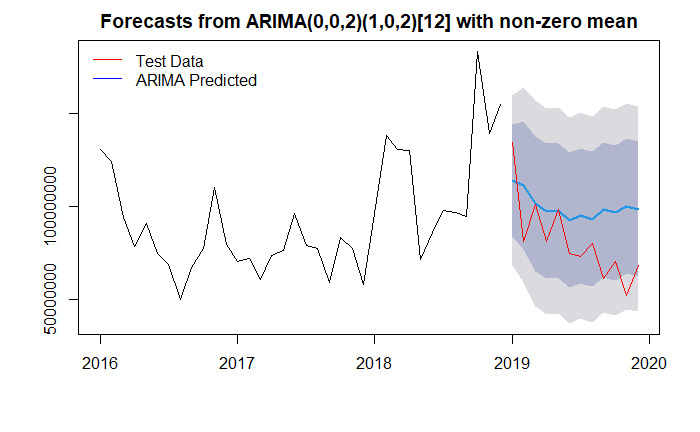 Forecasts from ARIMA(0,0,2)(1,0,2)[12] with non-zero mean
Test Data
ARIMA Predicted
100000000
50000000
2016 2017 2018 2019 2020